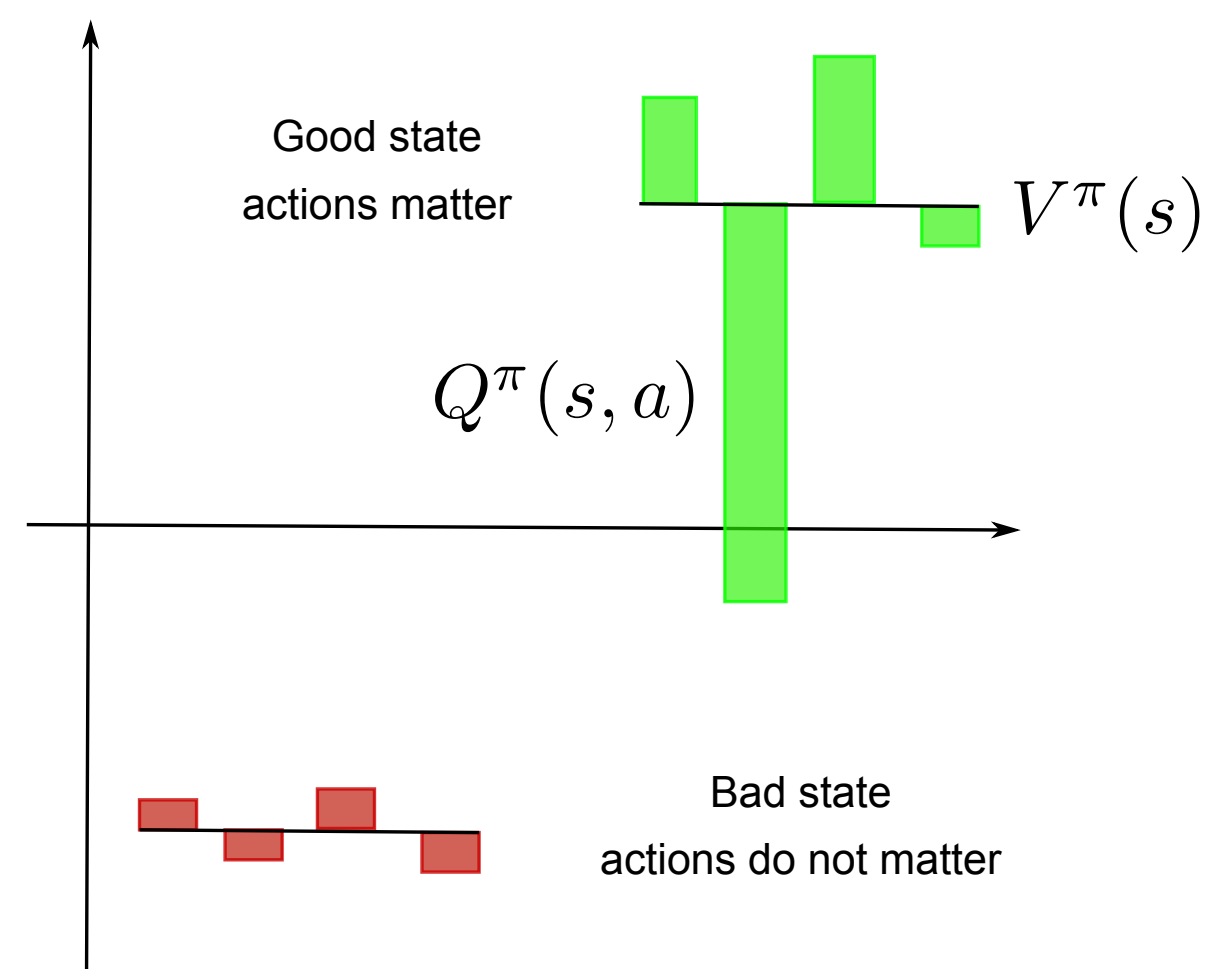 Good state
actions matter
V^π(s)
Q^π(s, a)
Bad state
actions do not matter